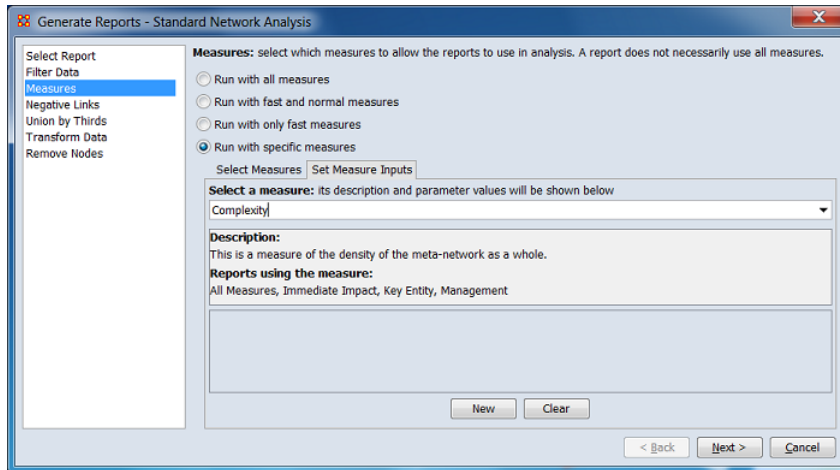 Generate Reports - Standard Network Analysis
Select Report
Filter Data
Measures
Negative Links
Union by Thirds
Transform Data
Remove Nodes
Measures: select which measures to allow the reports to use in analysis. A report does not necessarily use all measures.
Run with all measures
Run with fast and normal measures
Run with only fast measures
Run with specific measures
Select Measures Set Measure Inputs
Select a measure: its description and parameter values will be shown below
Complexity
Description:
This is a measure of the density of the meta-network as a whole.
Reports using the measure:
All Measures, Immediate Impact, Key Entity, Management
New Clear
< Back Next > Cancel